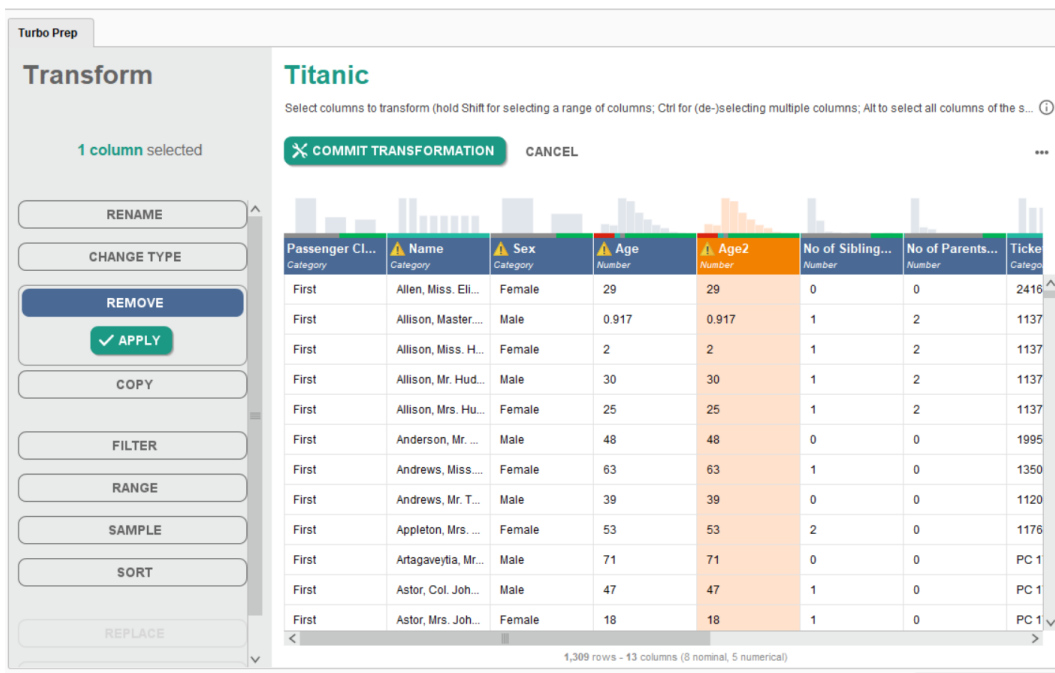 Turbo Prep
Transform
1 column selected
RENAME
CHANGE TYPE
REMOVE
APPLY
COPY
FILTER
RANGE
SAMPLE
SORT
REPLACE
Titanic
Select columns to transform (hold Shift for selecting a range of columns; Ctrl for (de-)selecting multiple columns; Alt to select all columns of the s...
COMMIT TRANSFORMATION CANCEL ...
Passenger Cl... Name Sex Age Age2 No of Sibling... No of Parents... Ticke
Category Category Category Number Number Number Number Catego
First Allen, Miss. Eli... Female 29 29 0 0 2416
First Allison, Master.... Male 0.917 0.917 1 2 1137
First Allison, Miss. H... Female 2 2 1 2 1137
First Allison, Mr. Hud... Male 30 30 1 2 1137
First Allison, Mrs. Hu... Female 25 25 1 2 1137
First Anderson, Mr. ... Male 48 48 0 0 1995
First Andrews, Miss.... Female 63 63 1 0 1350
First Andrews, Mr. T... Male 39 39 0 0 1120
First Appleton, Mrs. ... Female 53 53 2 0 1176
First Artagaveytia, Mr... Male 71 71 0 0 PC 1
First Astor, Col. Joh... Male 47 47 1 0 PC 1
First Astor, Mrs. Joh... Female 18 18 1 0 PC 1
1,309 rows - 13 columns (8 nominal, 5 numerical)